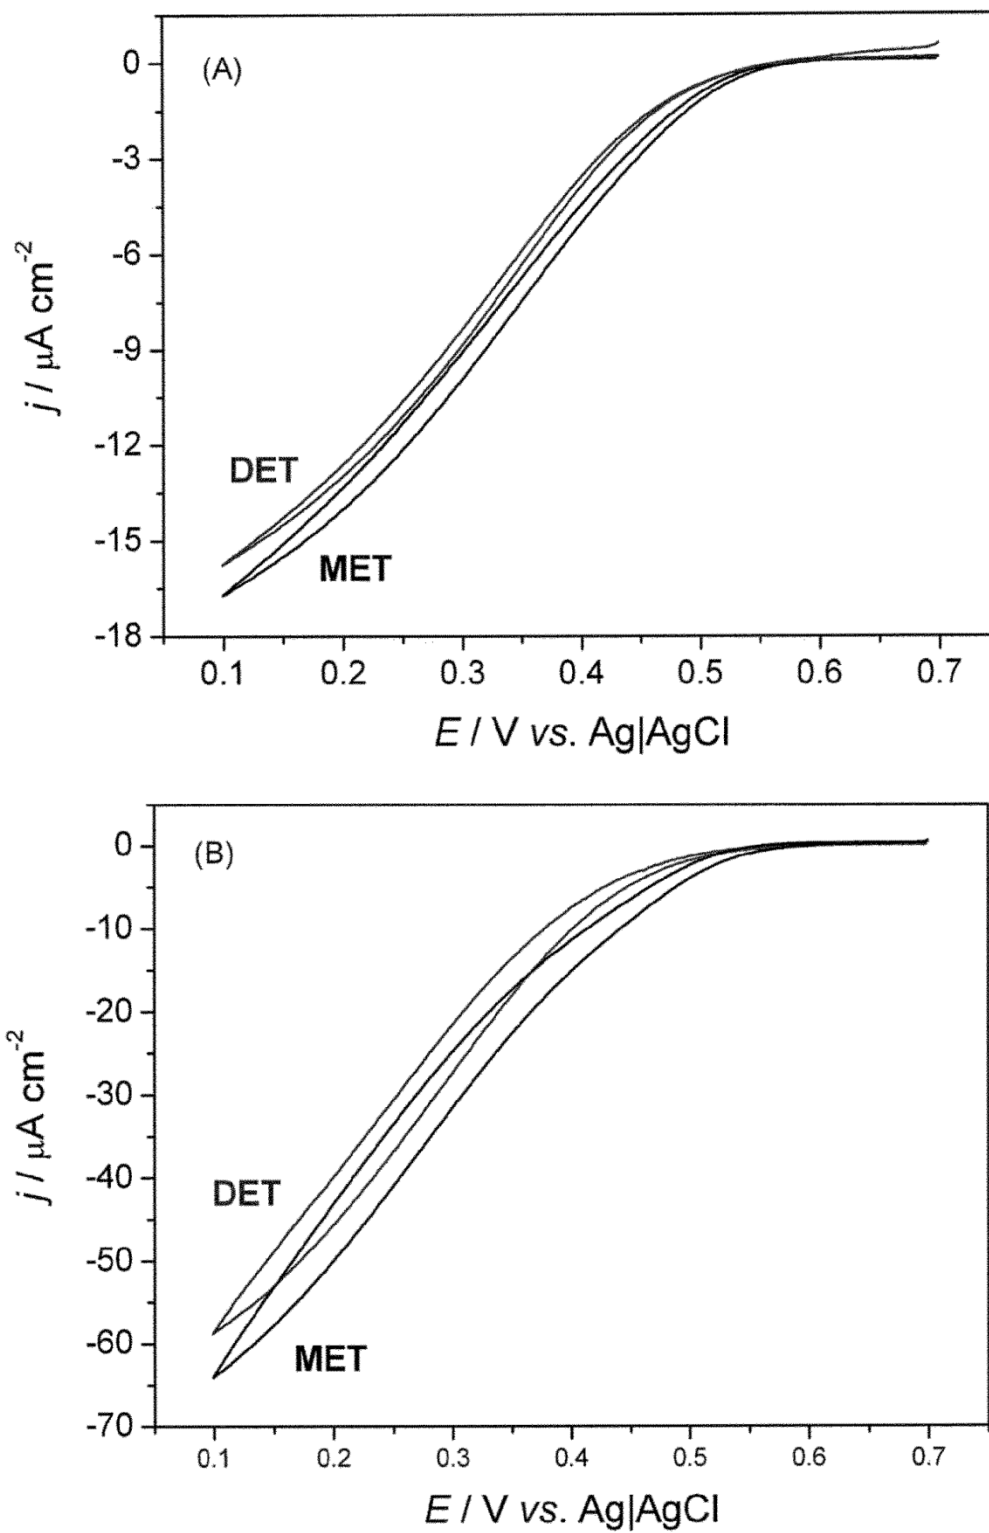 (A)
0
-3
-6
-9
-12
-15
-18
j / μA cm⁻²
DET
MET
0.1 0.2 0.3 0.4 0.5 0.6 0.7
E / V vs. Ag|AgCl
(B)
0
-10
-20
-30
-40
-50
-60
-70
j / μA cm⁻²
DET
MET
0.1 0.2 0.3 0.4 0.5 0.6 0.7
E / V vs. Ag|AgCl